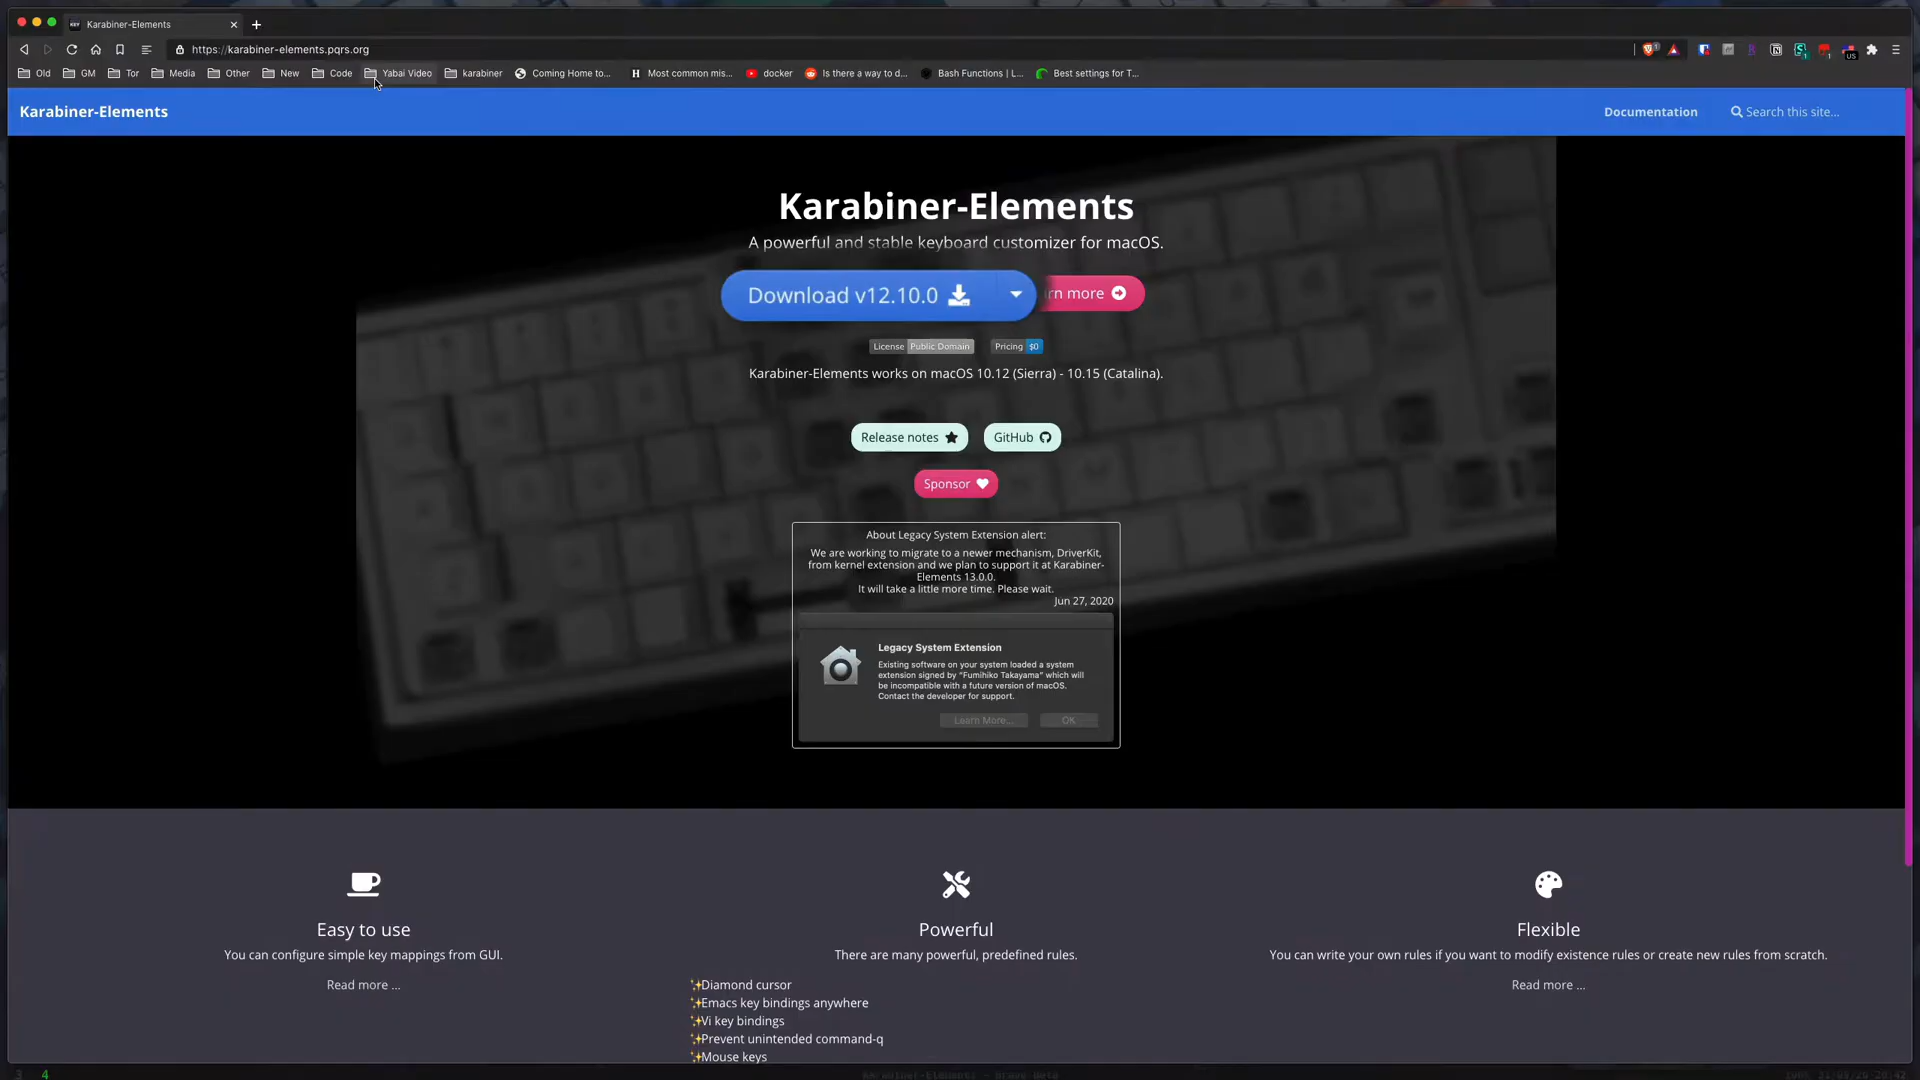 Karabiner-Elements
https://karabiner-elements.pqrs.org
Old GM Tor Media Other New Code Yabai Video karabiner Coming Home to... Most common mis... docker Is there a way to d... Bash Functions | L... Best settings for T...
Karabiner-Elements Documentation Search this site...
Karabiner-Elements
A powerful and stable keyboard customizer for macOS.
Download v12.10.0 rn more
License Public Domain Pricing $0
Karabiner-Elements works on macOS 10.12 (Sierra) - 10.15 (Catalina).
Release notes GitHub
Sponsor
About Legacy System Extension alert:
We are working to migrate to a newer mechanism, DriverKit,
from kernel extension and we plan to support it at Karabiner-
Elements 13.0.0.
It will take a little more time. Please wait.
Jun 27, 2020
Legacy System Extension
Existing software on your system loaded a system
extension signed by "Fumihiko Takayama" which will
be incompatible with a future version of macOS.
Contact the developer for support.
Learn More... OK
Easy to use Powerful Flexible
You can configure simple key mappings from GUI. There are many powerful, predefined rules. You can write your own rules if you want to modify existence rules or create new rules from scratch.
Read more ... ✨Diamond cursor Read more ...
✨Emacs key bindings anywhere
✨Vi key bindings
✨Prevent unintended command-q
✨Mouse keys
3 4